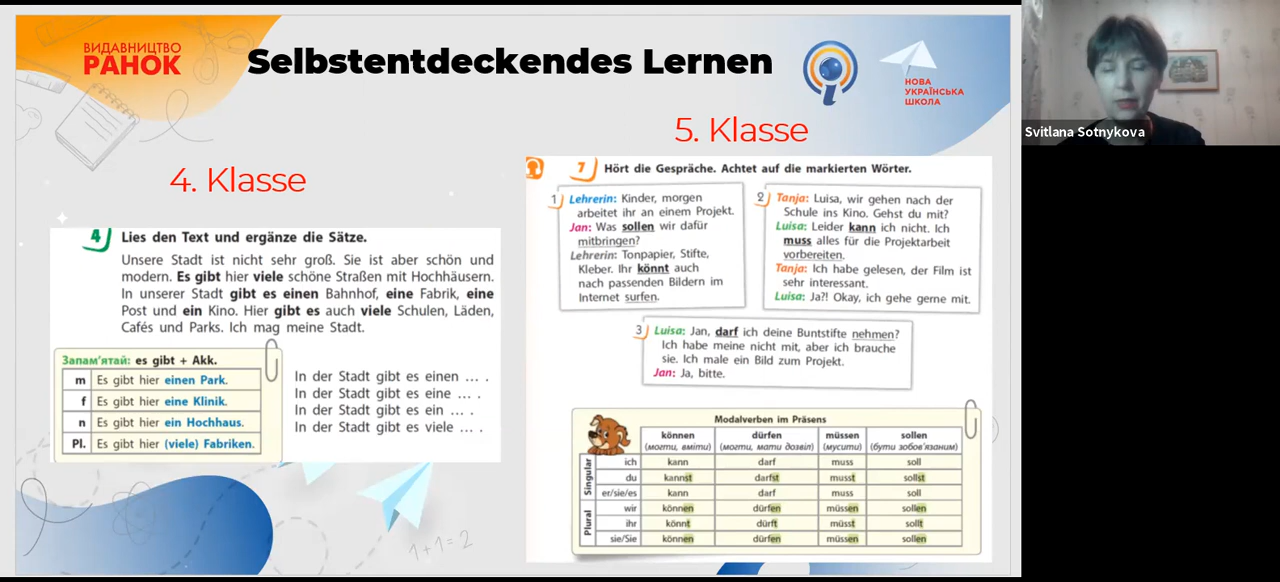 ВИДАВНИЦТВО
РАНОК
Selbstentdeckendes Lernen
НОВА
УКРАЇНСЬКА
ШКОЛА
Svitlana Sotnykova
4. Klasse
4 Lies den Text und ergänze die Sätze.
Unsere Stadt ist nicht sehr groß. Sie ist aber schön und
modern. Es gibt hier viele schöne Straßen mit Hochhäusern.
In unserer Stadt gibt es einen Bahnhof, eine Fabrik, eine
Post und ein Kino. Hier gibt es auch viele Schulen, Läden,
Cafés und Parks. Ich mag meine Stadt.
Запам'ятай: es gibt + Akk.
m Es gibt hier einen Park.
f Es gibt hier eine Klinik.
n Es gibt hier ein Hochhaus.
Pl. Es gibt hier (viele) Fabriken.
In der Stadt gibt es einen ... .
In der Stadt gibt es eine ... .
In der Stadt gibt es ein ... .
In der Stadt gibt es viele ... .
1+1=2
5. Klasse
7 Hört die Gespräche. Achtet auf die markierten Wörter.
1 Lehrerin: Kinder, morgen
arbeitet ihr an einem Projekt.
Jan: Was sollen wir dafür
mitbringen?
Lehrerin: Tonpapier, Stifte,
Kleber. Ihr könnt auch
nach passenden Bildern im
Internet surfen.
2 Tanja: Luisa, wir gehen nach der
Schule ins Kino. Gehst du mit?
Luisa: Leider kann ich nicht. Ich
muss alles für die Projektarbeit
vorbereiten.
Tanja: Ich habe gelesen, der Film ist
sehr interessant.
Luisa: Ja?! Okay, ich gehe gerne mit.
3 Luisa: Jan, darf ich deine Buntstifte nehmen?
Ich habe meine nicht mit, aber ich brauche
sie. Ich male ein Bild zum Projekt.
Jan: Ja, bitte.
Modalverben im Präsens
können dürfen müssen sollen
(могти, вміти) (могти, мати дозвіл) (мусити) (бути зобов'язаним)
Singular
ich kann darf muss soll
du kannst darfst musst sollst
er/sie/es kann darf muss soll
Plural
wir können dürfen müssen sollen
ihr könnt dürft müsst sollt
sie/Sie können dürfen müssen sollen